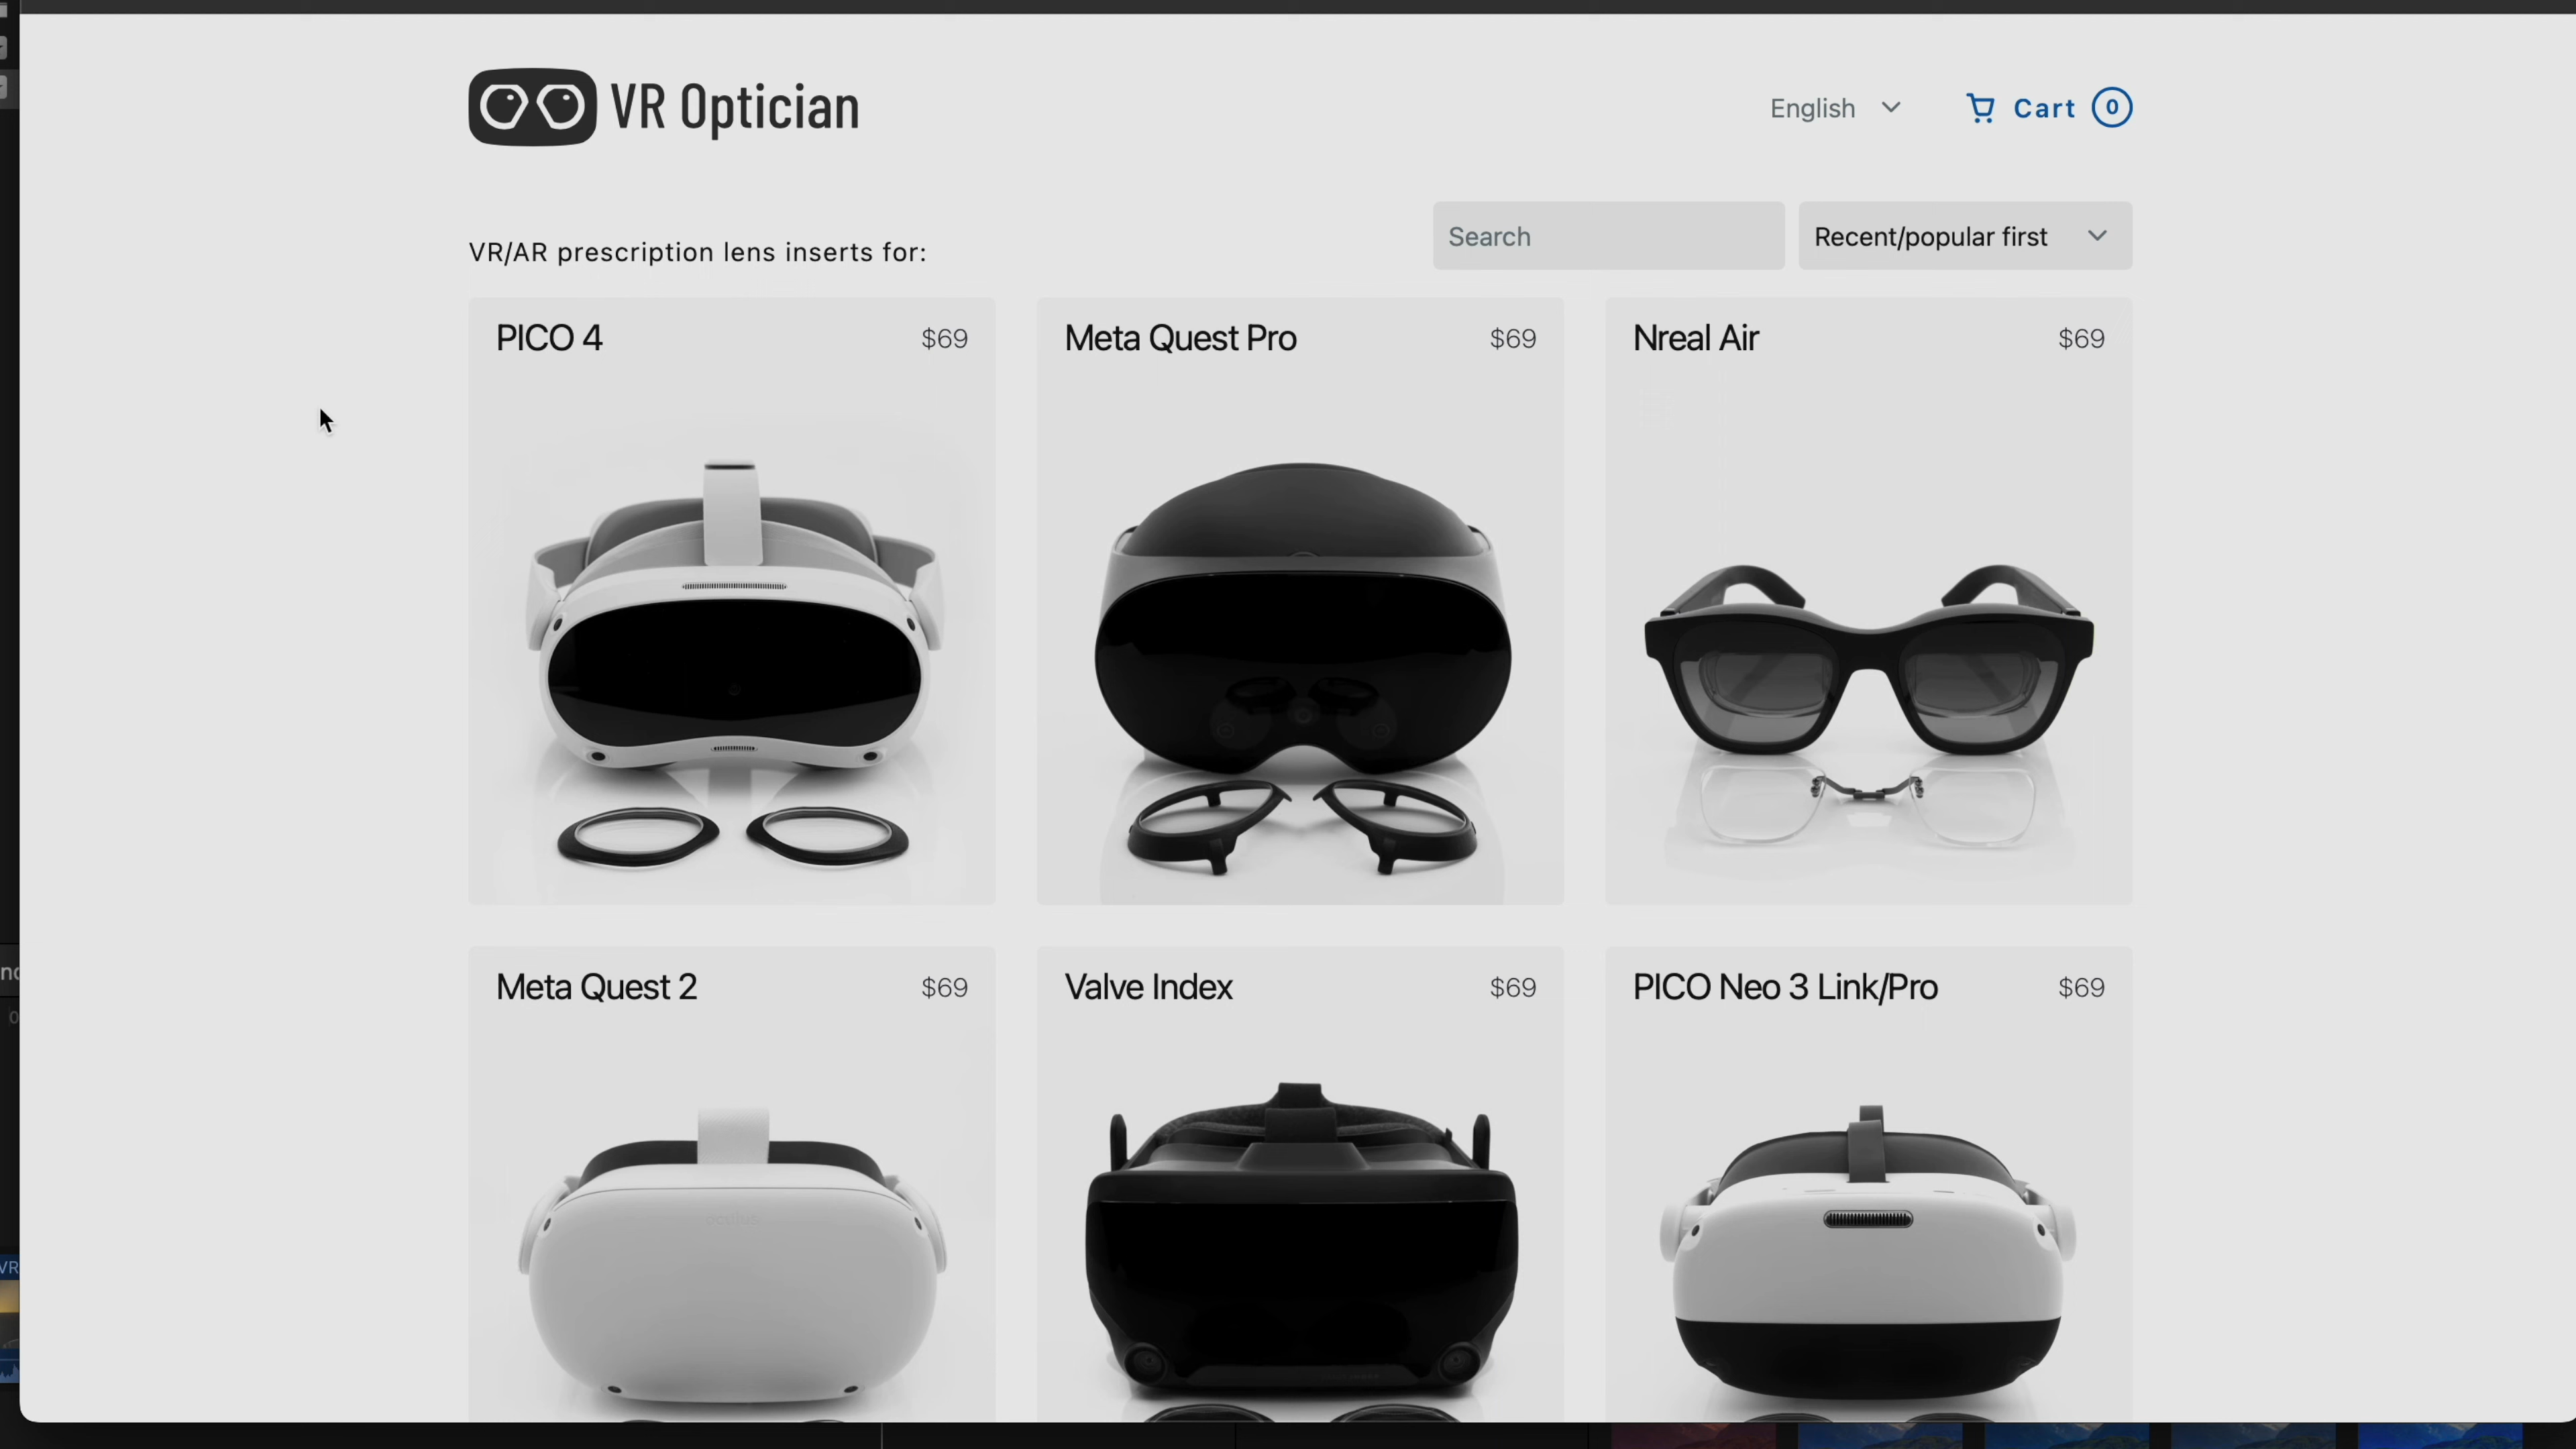 VR Optician
English
Cart 0
VR/AR prescription lens inserts for:
Search
Recent/popular first
PICO 4 $69
Meta Quest Pro $69
Nreal Air $69
Meta Quest 2 $69
Valve Index $69
PICO Neo 3 Link/Pro $69
oculus
VR